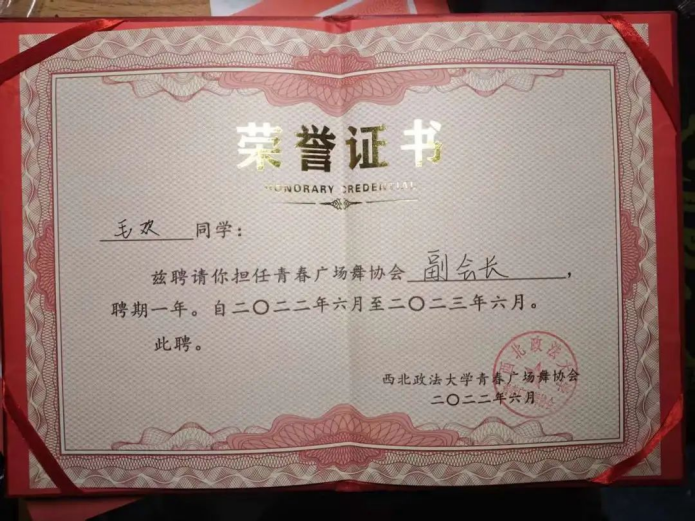 荣誉证书
HONORARY CREDENTIAL
毛欢 同学：
兹聘请你担任青春广场舞协会 副会长，
聘期一年。自二〇二二年六月至二〇二三年六月。
此聘。
西北政法大学青春广场舞协会
二〇二二年六月